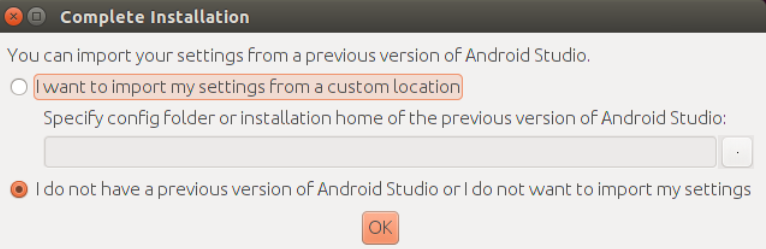 Complete Installation
You can import your settings from a previous version of Android Studio.
I want to import my settings from a custom location
Specify config folder or installation home of the previous version of Android Studio:
.
I do not have a previous version of Android Studio or I do not want to import my settings
OK